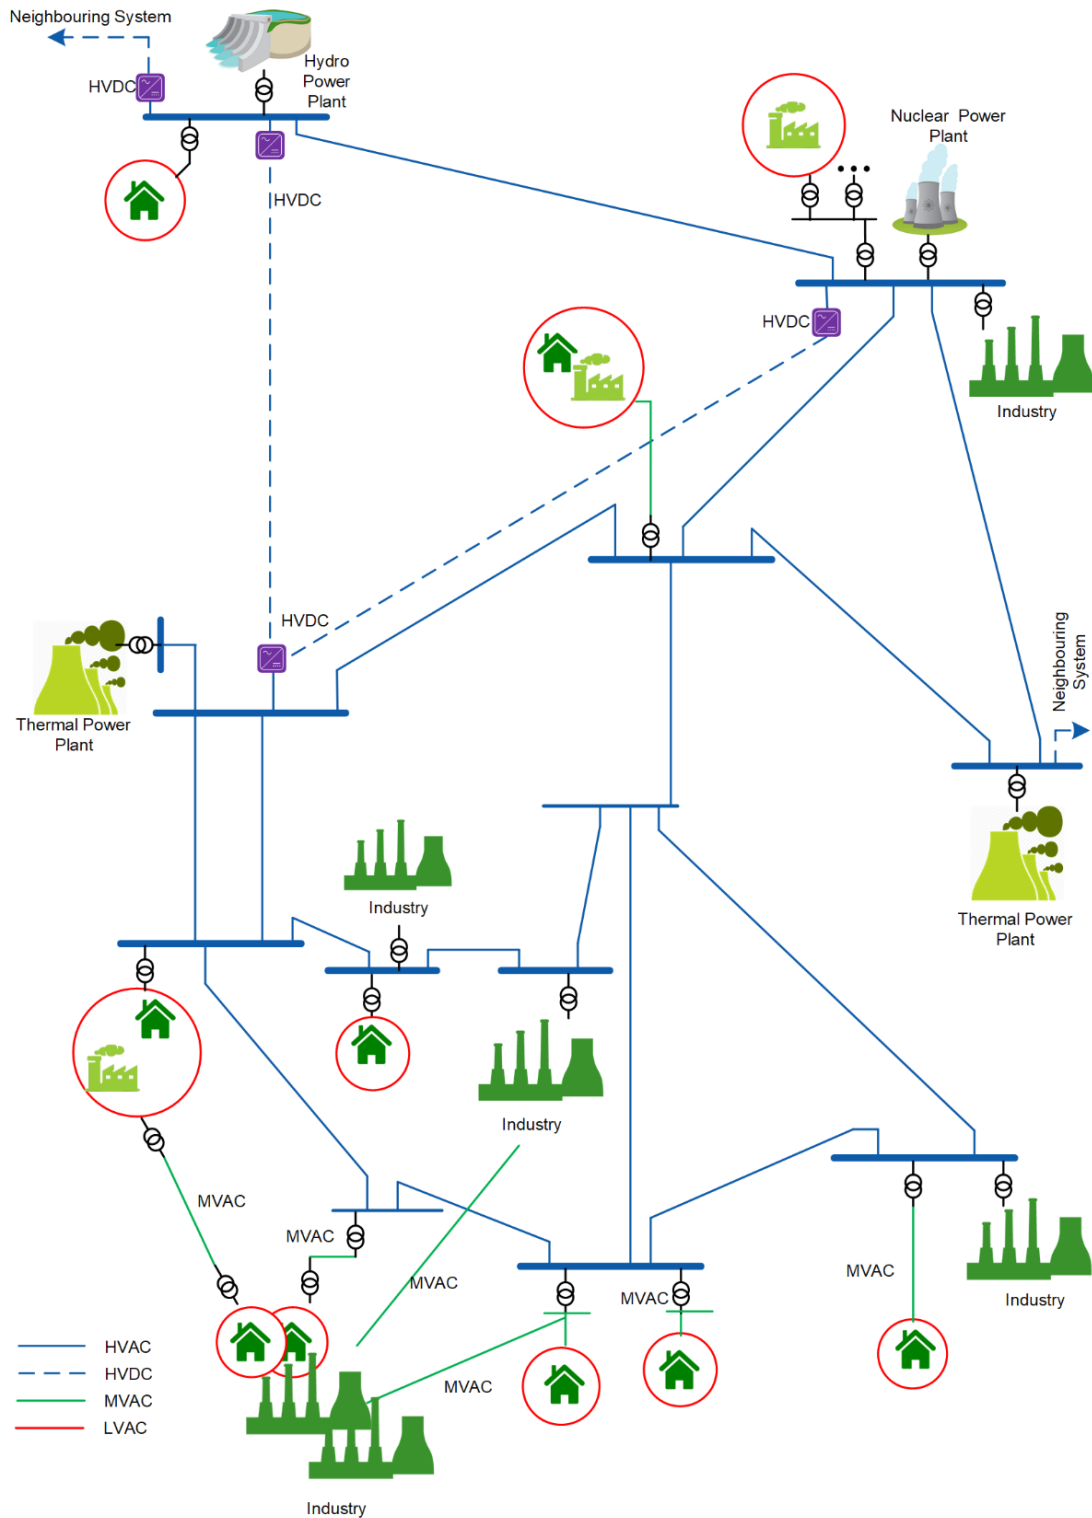 Neighbouring System
HVDC
Hydro
Power
Plant
Nuclear Power
Plant
HVDC
HVDC
Industry
HVDC
Neighbouring
System
Thermal Power
Plant
Industry
Thermal Power
Plant
Industry
MVAC
MVAC
MVAC
MVAC
MVAC
MVAC
Industry
HVAC
HVDC
MVAC
LVAC
Industry